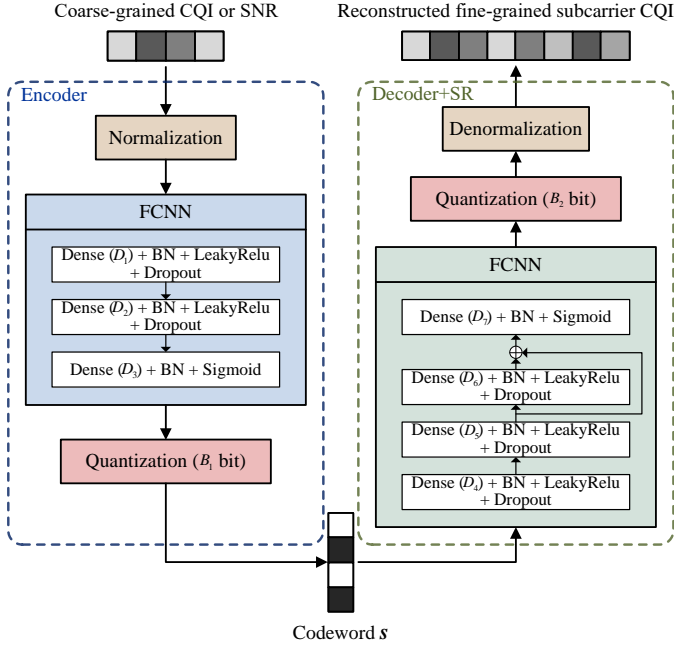 Coarse-grained CQI or SNR
Encoder
Normalization
FCNN
Dense (D₁) + BN + LeakyRelu
+ Dropout
Dense (D₂) + BN + LeakyRelu
+ Dropout
Dense (D₃) + BN + Sigmoid
Quantization (B₁ bit)
Codeword s
Reconstructed fine-grained subcarrier CQI
Decoder+SR
Denormalization
Quantization (B₂ bit)
FCNN
Dense (D₇) + BN + Sigmoid
Dense (D₆) + BN + LeakyRelu
+ Dropout
Dense (D₅) + BN + LeakyRelu
+ Dropout
Dense (D₄) + BN + LeakyRelu
+ Dropout